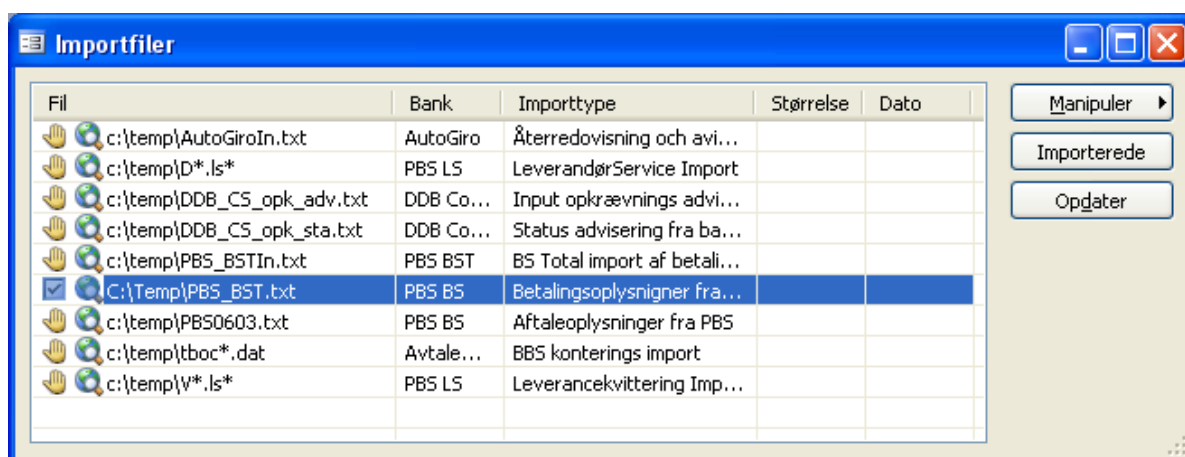 Importfiler
Fil Bank Importtype Størrelse Dato
c:\temp\AutoGiroIn.txt AutoGiro Återredovisning och avi...
c:\temp\D*.ls* PBS LS LeverandørService Import
c:\temp\DDB_CS_opk_adv.txt DDB Co... Input opkrævnings advi...
c:\temp\DDB_CS_opk_sta.txt DDB Co... Status advisering fra ba...
c:\temp\PBS_BSTIn.txt PBS BST BS Total import af betali...
C:\Temp\PBS_BST.txt PBS BS Betalingsoplysnigner fra...
c:\temp\PBS0603.txt PBS BS Aftaleoplysninger fra PBS
c:\temp\tboc*.dat Avtale... BBS konterings import
c:\temp\V*.ls* PBS LS Leverancekvittering Imp...
Manipuler
Importerede
Opdater